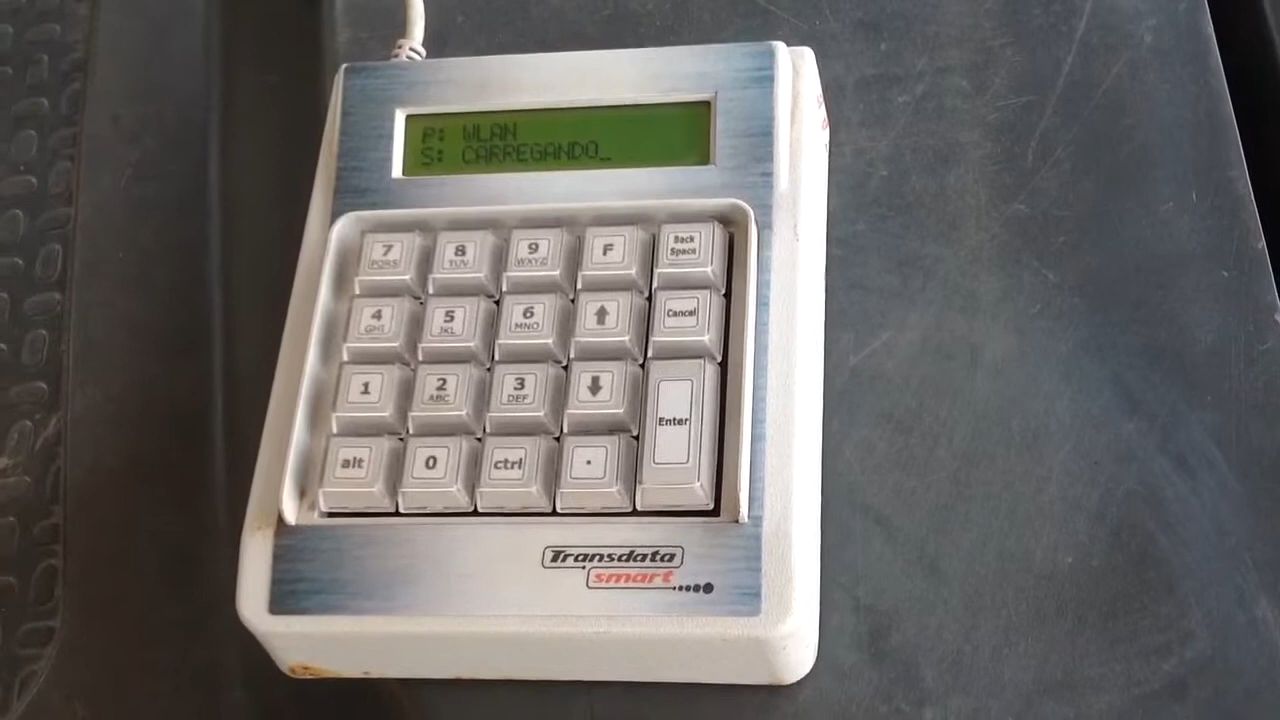 P: WLAN
S: CARREGANDO_
7 PQRS 8 TUV 9 WXYZ F Back Space
4 GHI 5 JKL 6 MNO ⬆ Cancel
1 2 ABC 3 DEF ⬇ Enter
alt 0 ctrl .
Transdata
smart